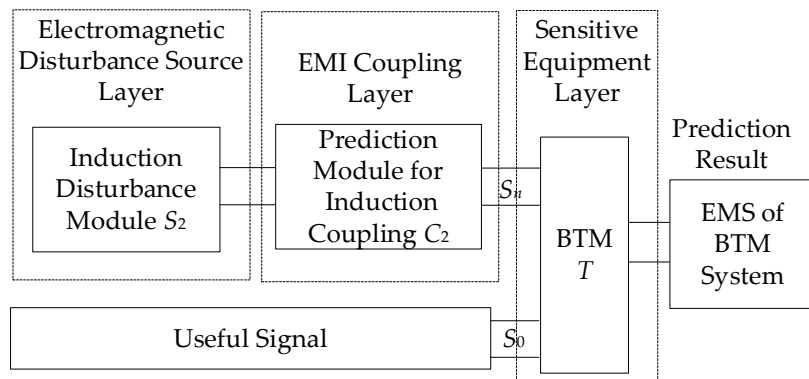 Electromagnetic
Disturbance Source
Layer
EMI Coupling
Layer
Sensitive
Equipment
Layer
Prediction
Result
Induction
Disturbance
Module S2
Prediction
Module for
Induction
Coupling C2
Sn
BTM
T
EMS of
BTM
System
Useful Signal
S0